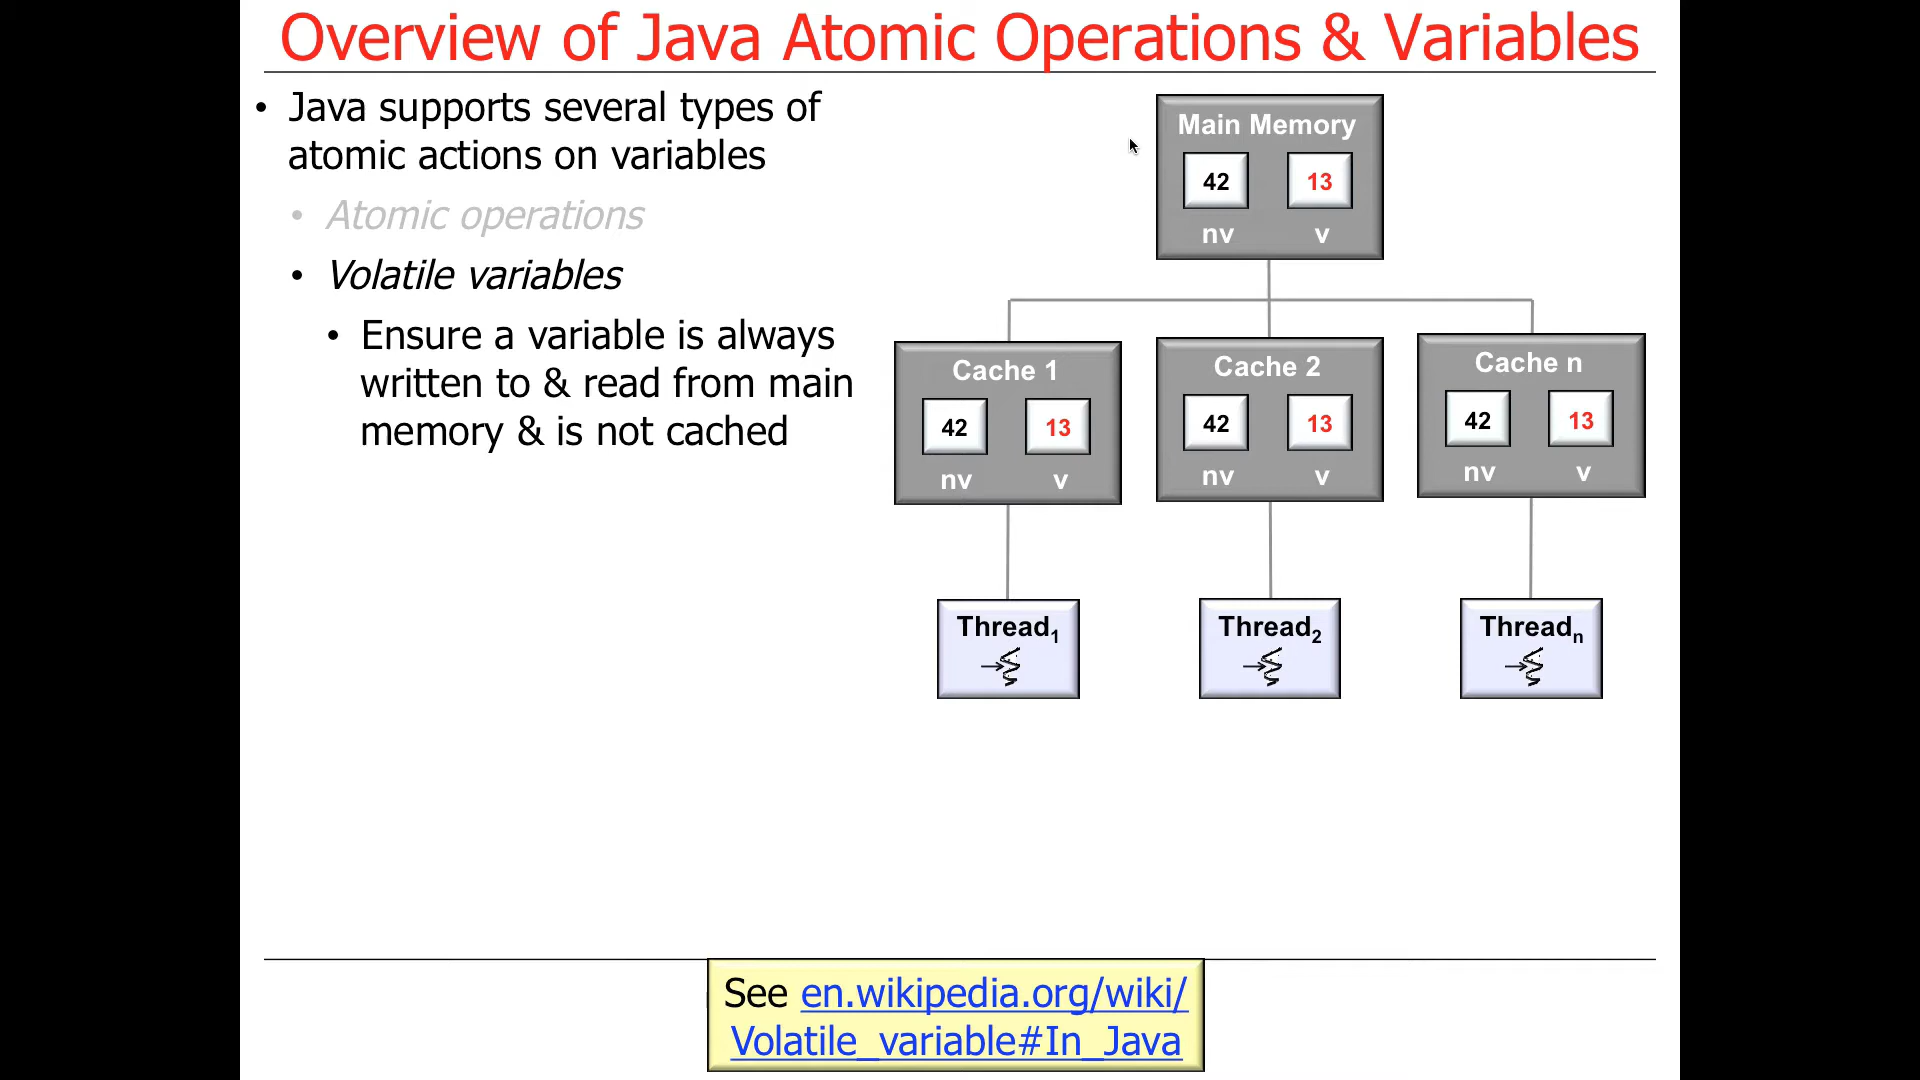 Overview of Java Atomic Operations & Variables
• Java supports several types of
atomic actions on variables
• Atomic operations
• Volatile variables
• Ensure a variable is always
written to & read from main
memory & is not cached
Main Memory
42 13
nv v
Cache 1
42 13
nv v
Cache 2
42 13
nv v
Cache n
42 13
nv v
Thread1
Thread2
Threadn
See en.wikipedia.org/wiki/
Volatile_variable#In_Java